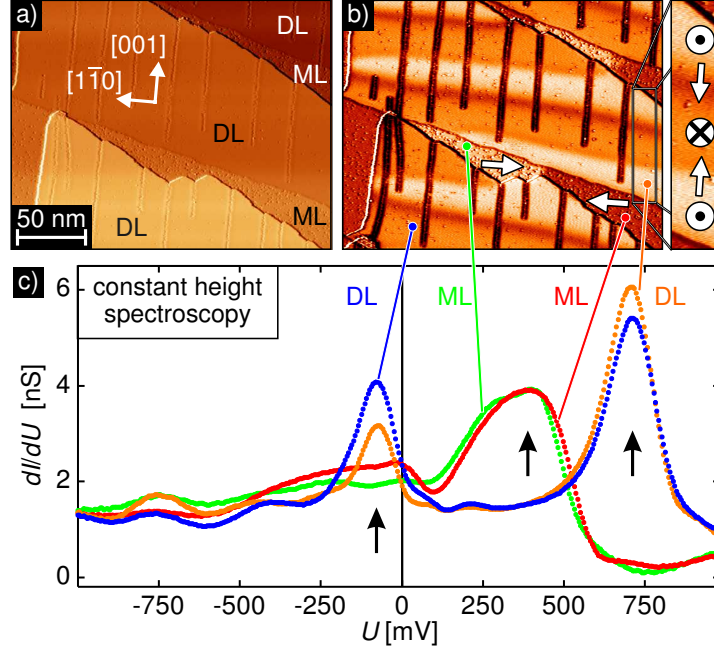 a)
[001]
[11̄0]
DL
ML
DL
DL
ML
50 nm
b)
c)
constant height
spectroscopy
DL
ML
ML
DL
6
4
2
0
dI/dU [nS]
-750
-500
-250
0
250
500
750
U [mV]